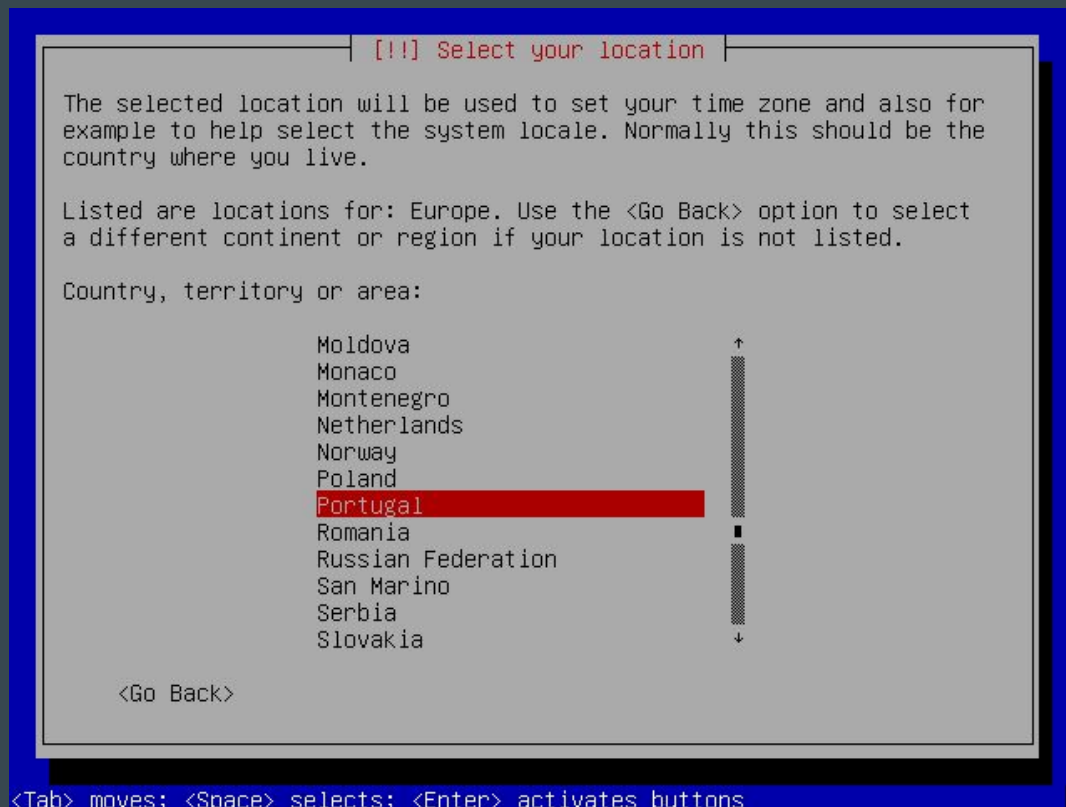 [!!] Select your location
The selected location will be used to set your time zone and also for
example to help select the system locale. Normally this should be the
country where you live.
Listed are locations for: Europe. Use the <Go Back> option to select
a different continent or region if your location is not listed.
Country, territory or area:
Moldova
Monaco
Montenegro
Netherlands
Norway
Poland
Portugal
Romania
Russian Federation
San Marino
Serbia
Slovakia
<Go Back>
<Tab> moves; <Space> selects; <Enter> activates buttons